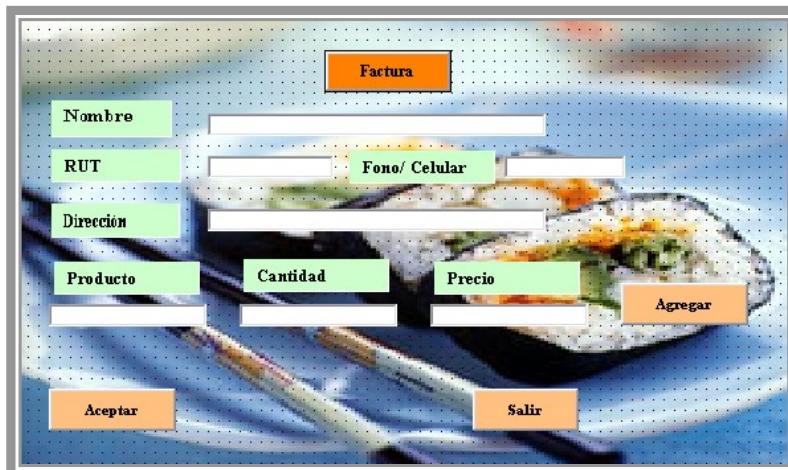 Factura
Nombre
RUT
Fono/ Celular
Dirección
Producto
Cantidad
Precio
Agregar
Aceptar
Salir